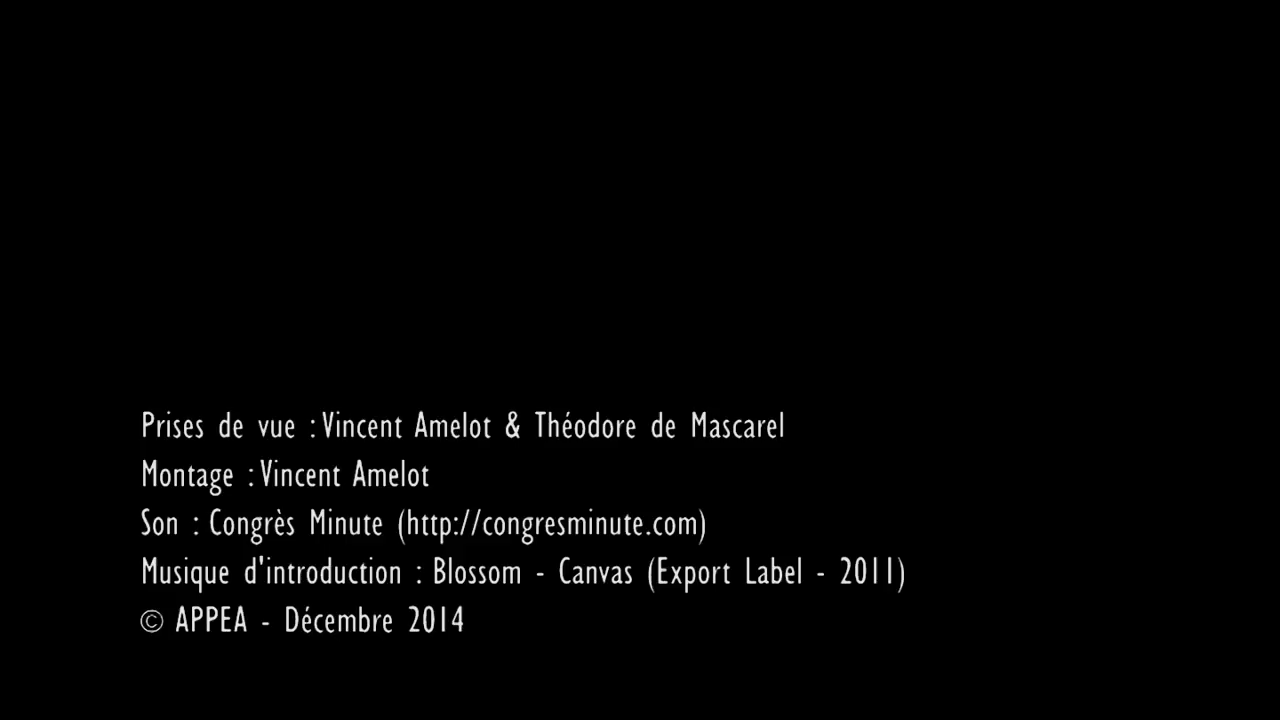 Prises de vue : Vincent Amelot & Théodore de Mascarel
Montage : Vincent Amelot
Son : Congrès Minute (http://congresminute.com)
Musique d'introduction : Blossom - Canvas (Export Label - 2011)
© APPEA - Décembre 2014